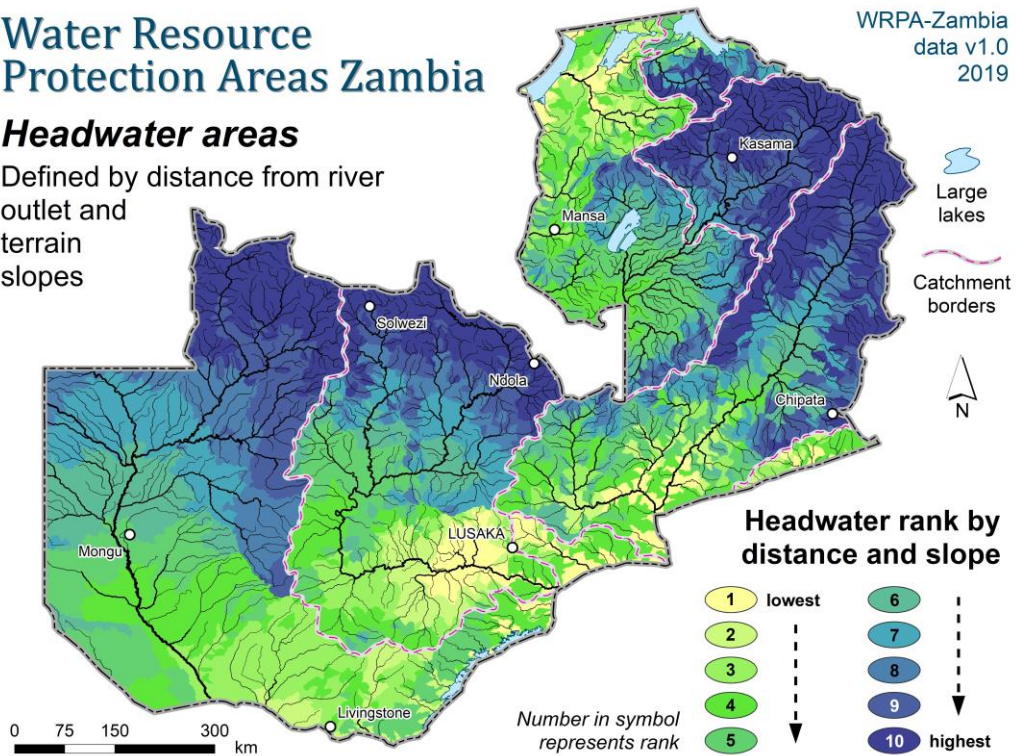 Water Resource
Protection Areas Zambia
Headwater areas
Defined by distance from river
outlet and
terrain
slopes
WRPA-Zambia
data v1.0
2019
Large
lakes
Catchment
borders
N
Kasama
Mansa
Solwezi
Ndola
Chipata
Mongu
LUSAKA
Livingstone
Headwater rank by
distance and slope
1 lowest
2
3
4
5
6
7
8
9
10 highest
Number in symbol
represents rank
0 75 150 300
km